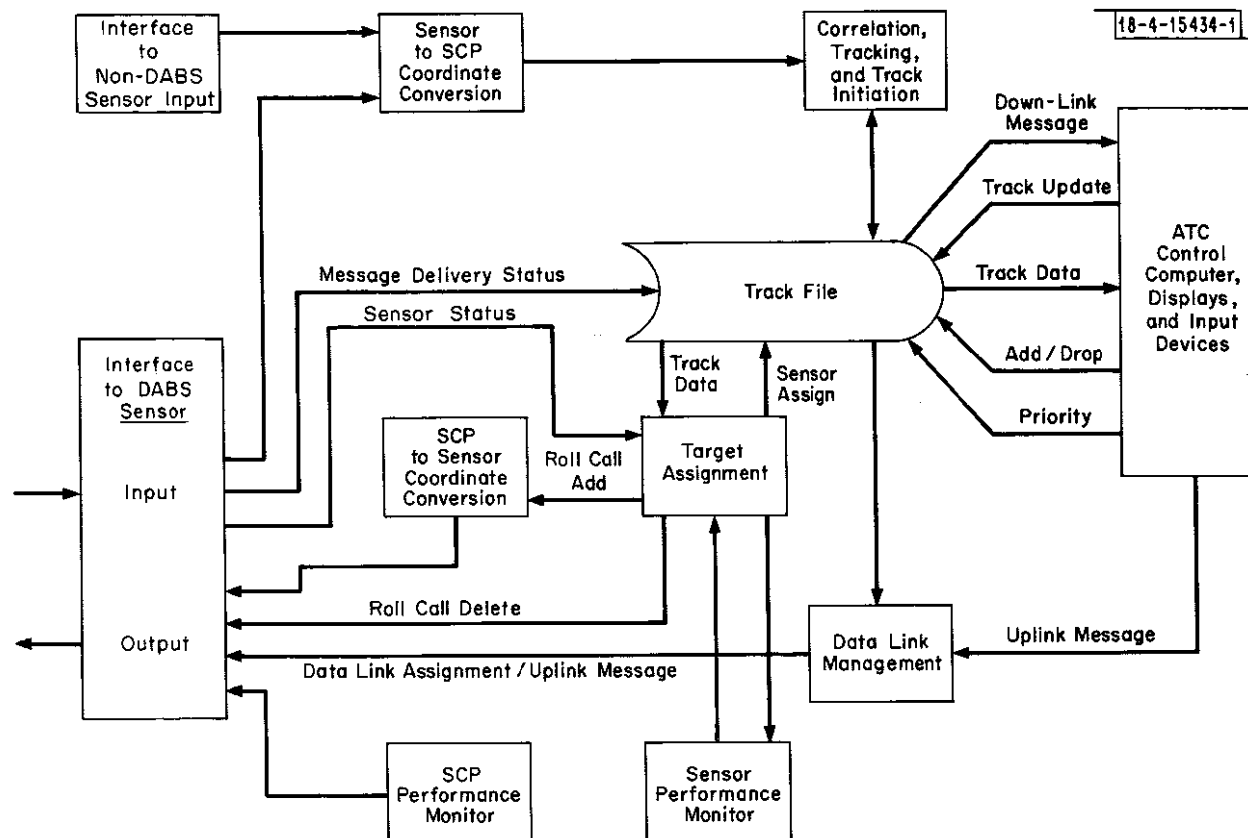 18-4-15434-1
Interface
to
Non-DABS
Sensor Input
Sensor
to SCP
Coordinate
Conversion
Correlation,
Tracking,
and Track
Initiation
Down-Link
Message
Track Update
Track Data
Add / Drop
Priority
ATC
Control
Computer,
Displays,
and Input
Devices
Message Delivery Status
Sensor Status
Track File
Interface
to DABS
Sensor
Input
Output
Track
Data
Sensor
Assign
SCP
to Sensor
Coordinate
Conversion
Roll Call
Add
Target
Assignment
Roll Call Delete
Data Link Assignment / Uplink Message
Data Link
Management
Uplink Message
SCP
Performance
Monitor
Sensor
Performance
Monitor